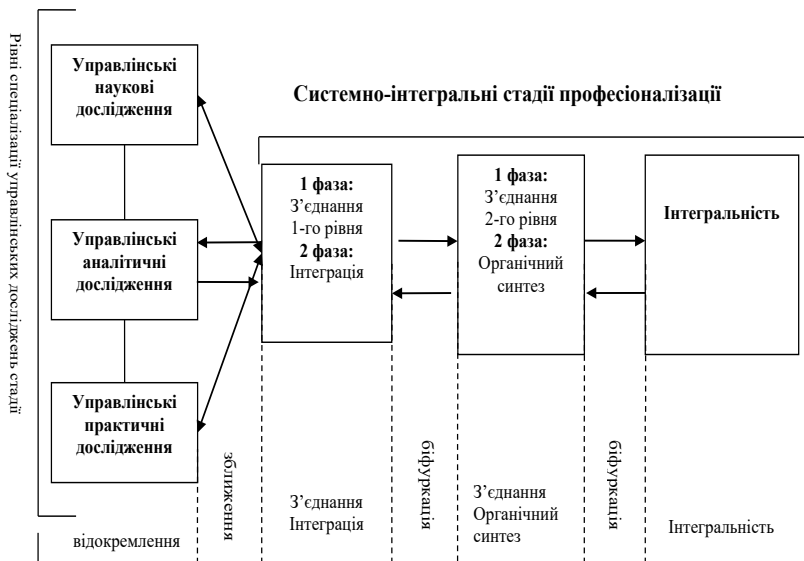 Рівні спеціалізації управлінських досліджень стадії
Управлінські
наукові
дослідження
Управлінські
аналітичні
дослідження
Управлінські
практичні
дослідження
Системно-інтегральні стадії професіоналізації
1 фаза:
З’єднання
1-го рівня
2 фаза:
Інтеграція
1 фаза:
З’єднання
2-го рівня
2 фаза:
Органічний
синтез
Інтегральність
відокремлення
зближення
З’єднання
Інтеграція
біфуркація
З’єднання
Органічний
синтез
біфуркація
Інтегральність